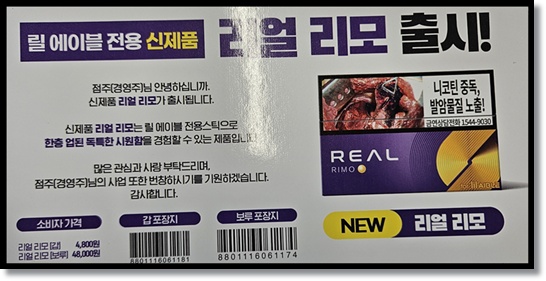 릴 에이블 전용 신제품 리얼 리모 출시!
점주(경영주)님 안녕하십니까.
신제품 리얼 리모가 출시됩니다.
신제품 리얼 리모는 릴 에이블 전용스틱으로
한층 업된 독특한 시원함을 경험할 수 있는 제품입니다
많은 관심과 사랑 부탁드리며,
점주(경영주)님의 사업 또한 번창하시기를 기원하겠습니다.
감사합니다.
니코틴 중독,
발암물질 노출!
금연상담전화 1544-9030
REAL
RIMO
NEW 리얼 리모
소비자 가격
리얼 리모 [갑] 4,800원
리얼 리모 [보루] 48,000원
갑 포장지
8801116061181
보루 포장지
8801116061174